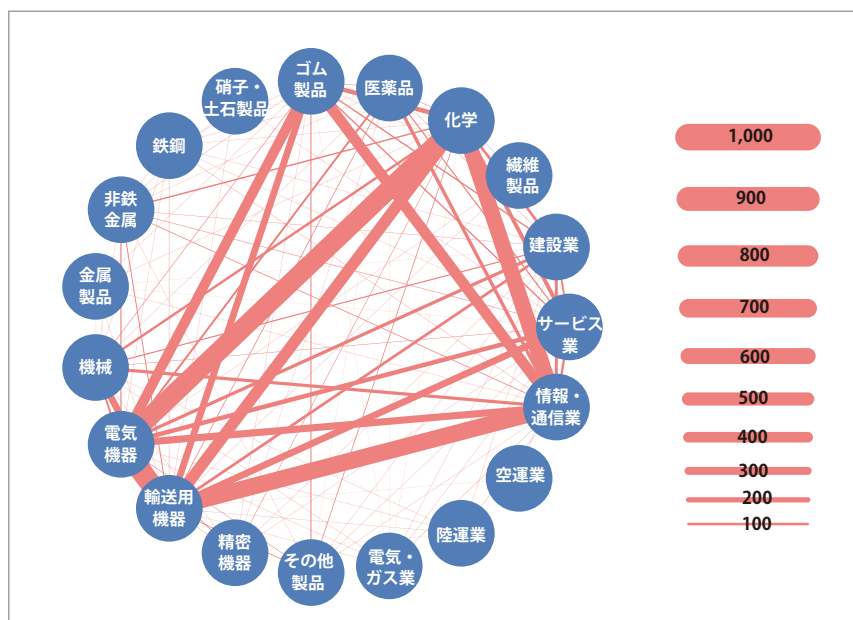 ゴム
製品
医薬品
化学
繊維
製品
建設業
サービス
業
情報・
通信業
空運業
陸運業
電気・
ガス業
その他
製品
精密
機器
輸送用
機器
電気
機器
機械
金属
製品
非鉄
金属
鉄鋼
硝子・
土石製品
1,000
900
800
700
600
500
400
300
200
100